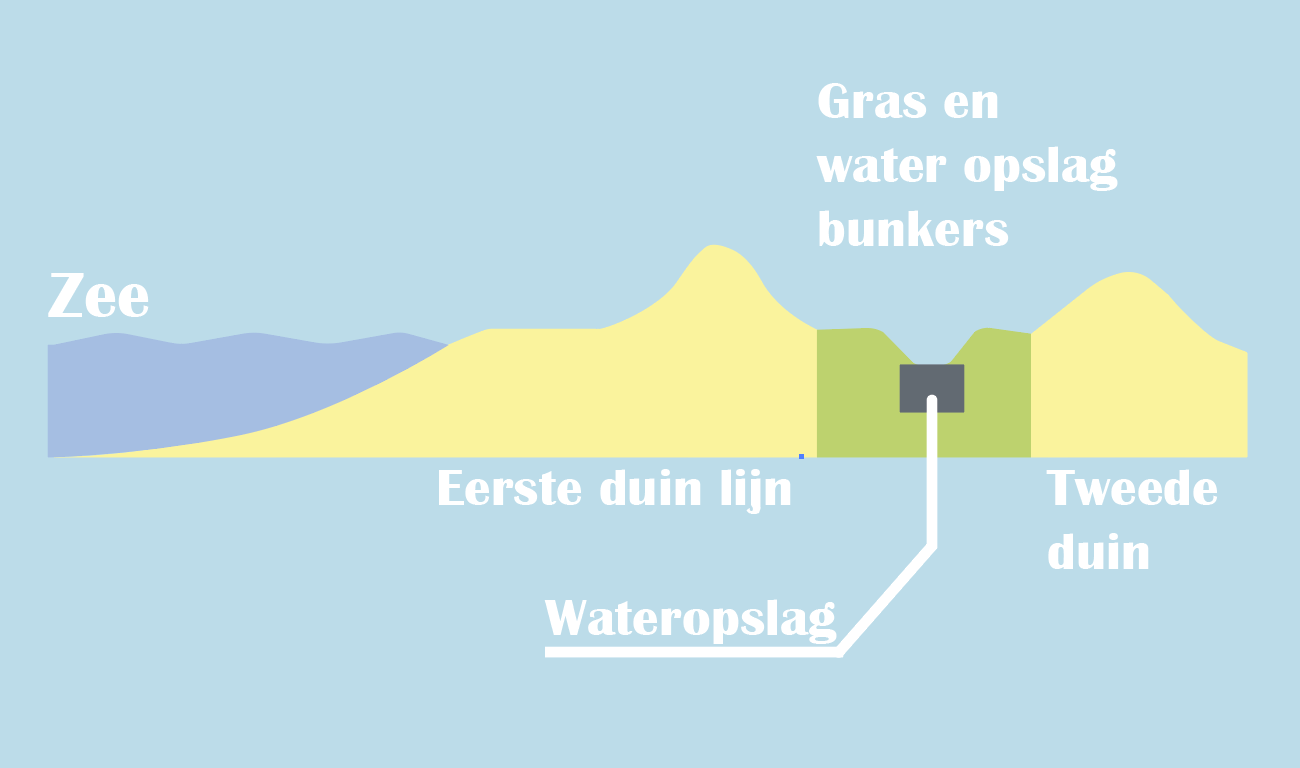 Gras en
water opslag
bunkers
Zee
Eerste duin lijn
Tweede
duin
Wateropslag